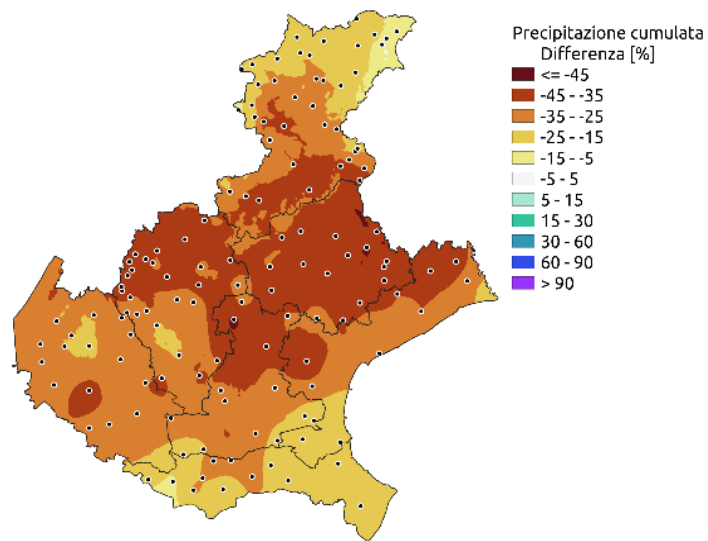 Precipitazione cumulata
Differenza [%]
<= -45
-45 - -35
-35 - -25
-25 - -15
-15 - -5
-5 - 5
5 - 15
15 - 30
30 - 60
60 - 90
> 90